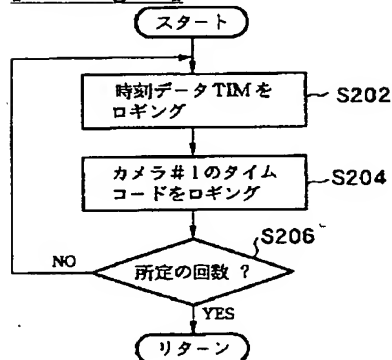 スタート
時刻データTIMを
ロギング
S202
カメラ#1のタイム
コードをロギング
S204
S206
所定の回数 ?
NO
YES
リターン